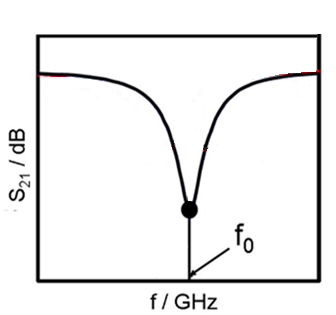 S₂₁ / dB
f₀
f / GHz